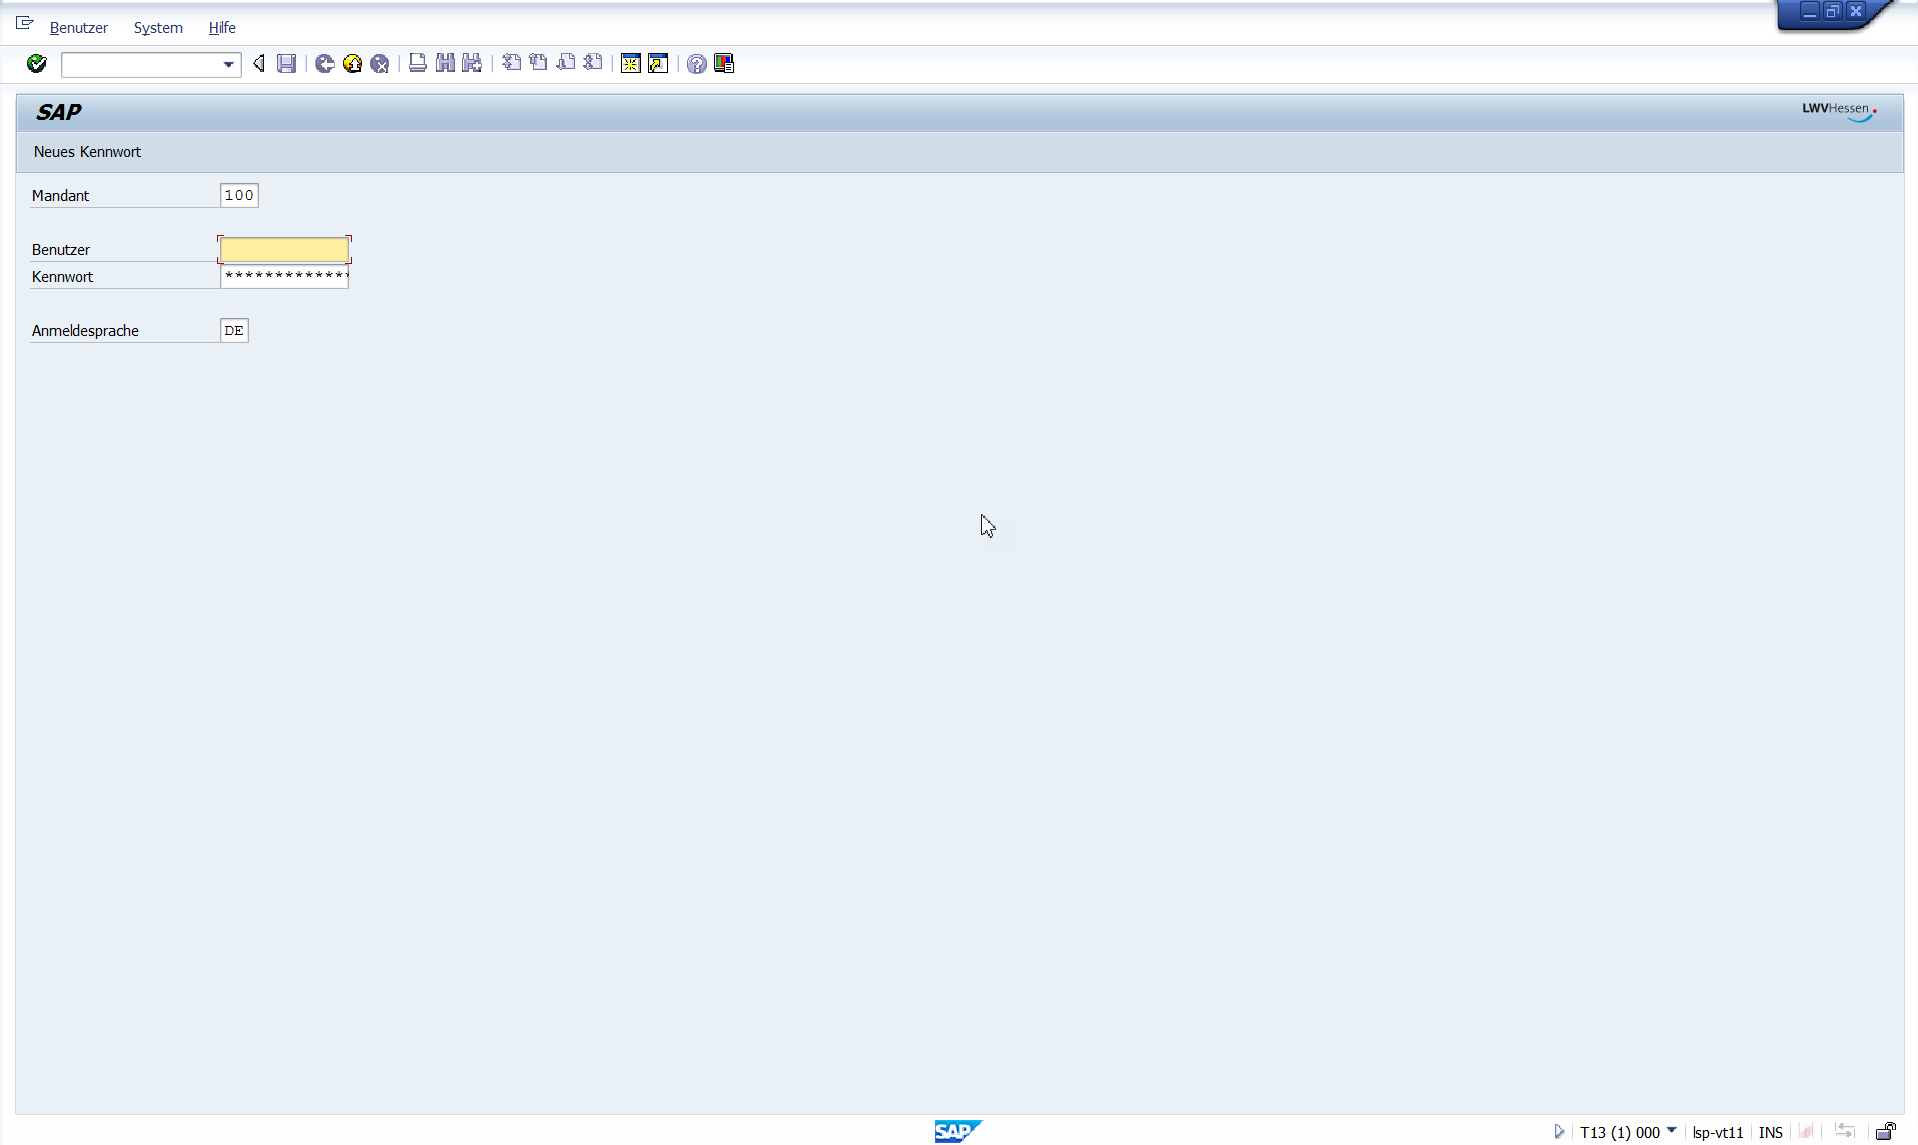 Benutzer System Hilfe
SAP
LWVHessen
Neues Kennwort
Mandant 100
Benutzer
Kennwort *************
Anmeldesprache DE
SAP
T13 (1) 000 lsp-vt11 INS